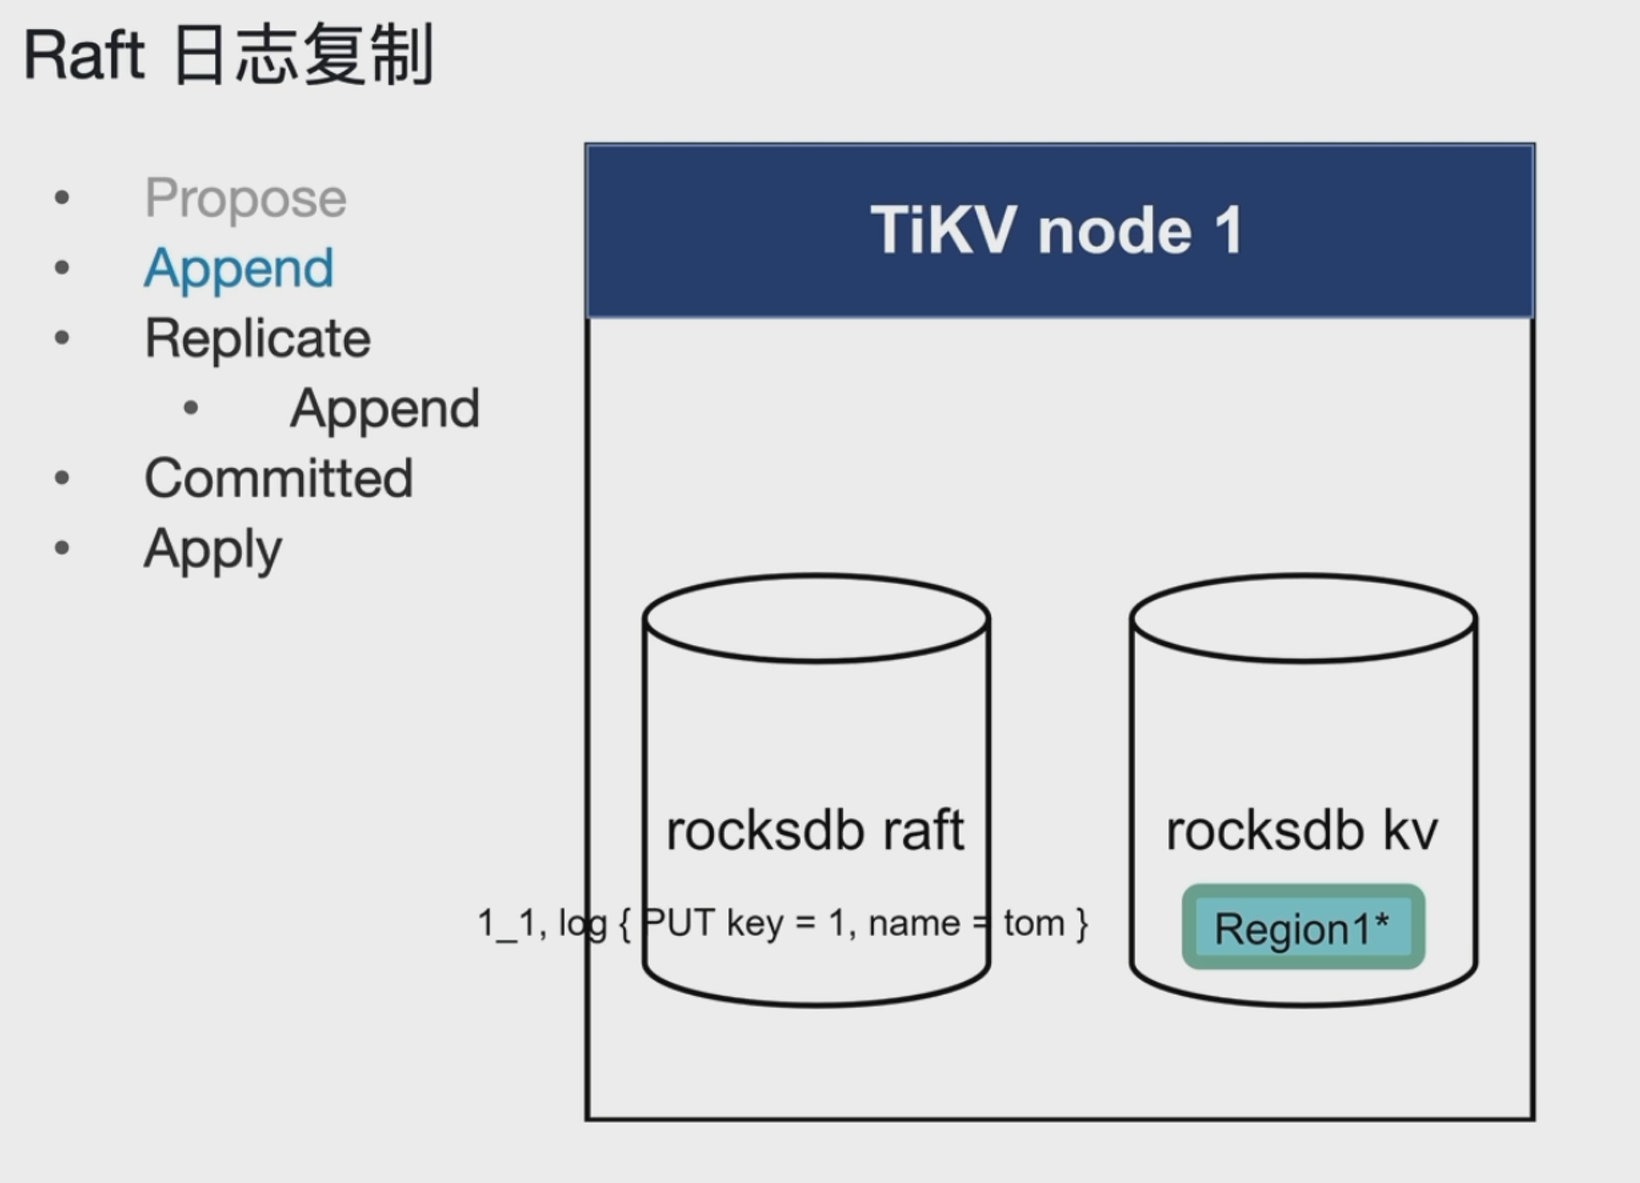 Raft 日志复制
• Propose
• Append
• Replicate
• Append
• Committed
• Apply
TiKV node 1
rocksdb raft
rocksdb kv
1_1, log { PUT key = 1, name = tom }
Region1*